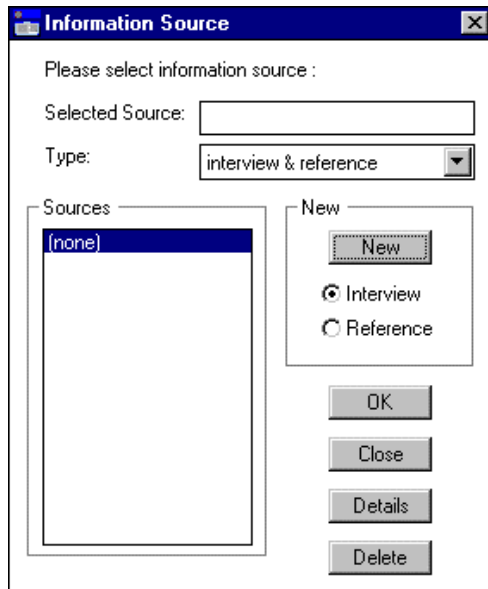 Information Source
Please select information source :
Selected Source:
Type:
interview & reference
Sources
(none)
New
New
Interview
Reference
OK
Close
Details
Delete